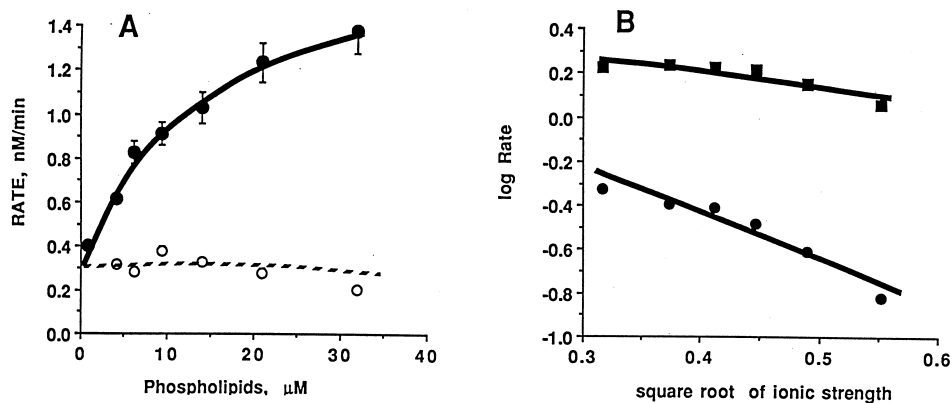 A
1.4
1.2
1.0
0.8
0.6
0.4
0.2
0.0
RATE, nM/min
0 10 20 30 40
Phospholipids, μM
B
0.4
0.2
0.0
-0.2
-0.4
-0.6
-0.8
-1.0
log Rate
0.3 0.4 0.5 0.6
square root of ionic strength